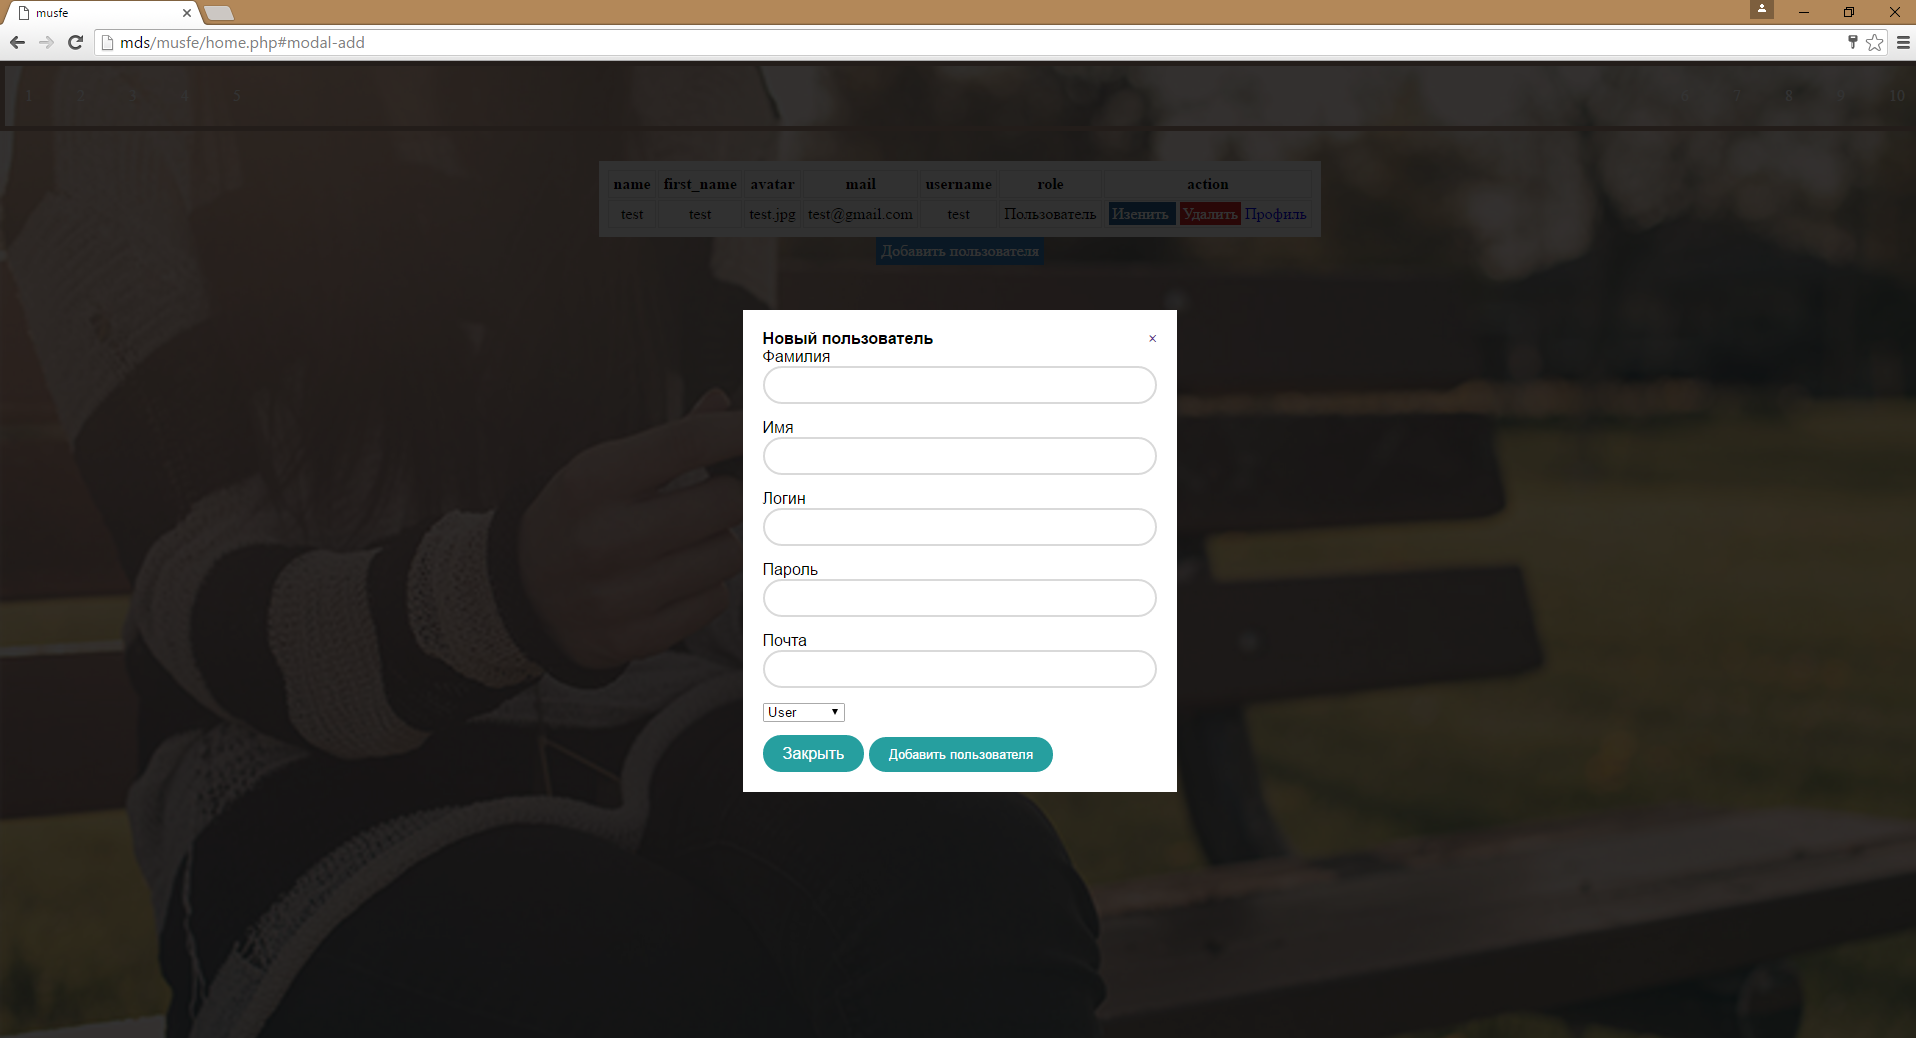 musfe
mds/musfe/home.php#modal-add
1 2 3 4 5 6 7 8 9 10
name first_name avatar mail username role action
test test test.jpg test@gmail.com test Пользователь Изенить Удалить Профиль
Добавить пользователя
Новый пользователь ×
Фамилия
Имя
Логин
Пароль
Почта
User
Закрыть Добавить пользователя